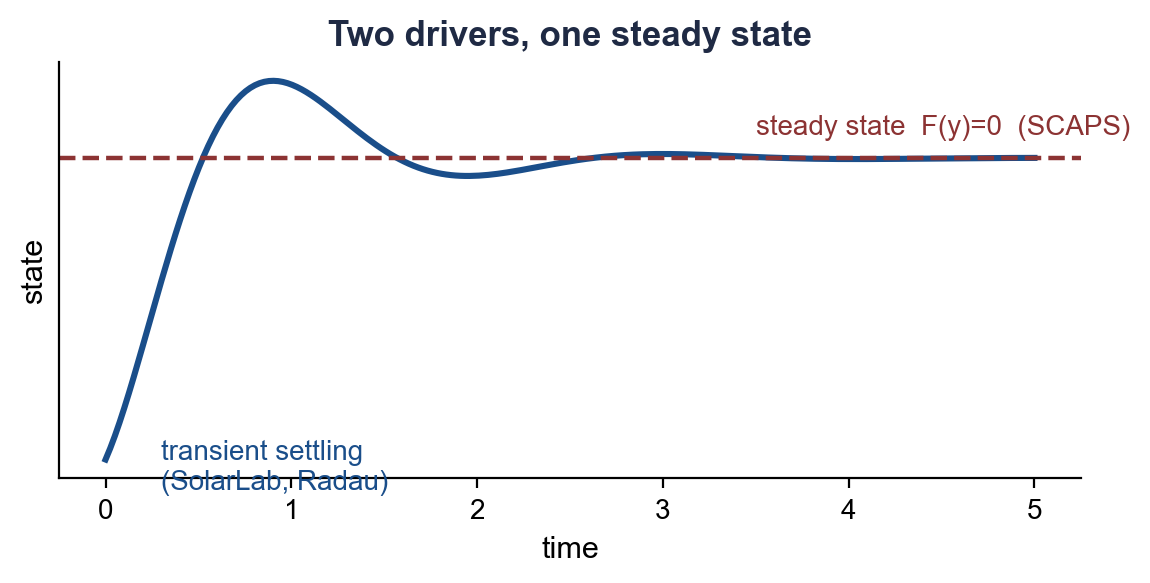 Two drivers, one steady state
steady state  F(y)=0  (SCAPS)
state
transient settling
(SolarLab, Radau)
0 1 2 3 4 5
time